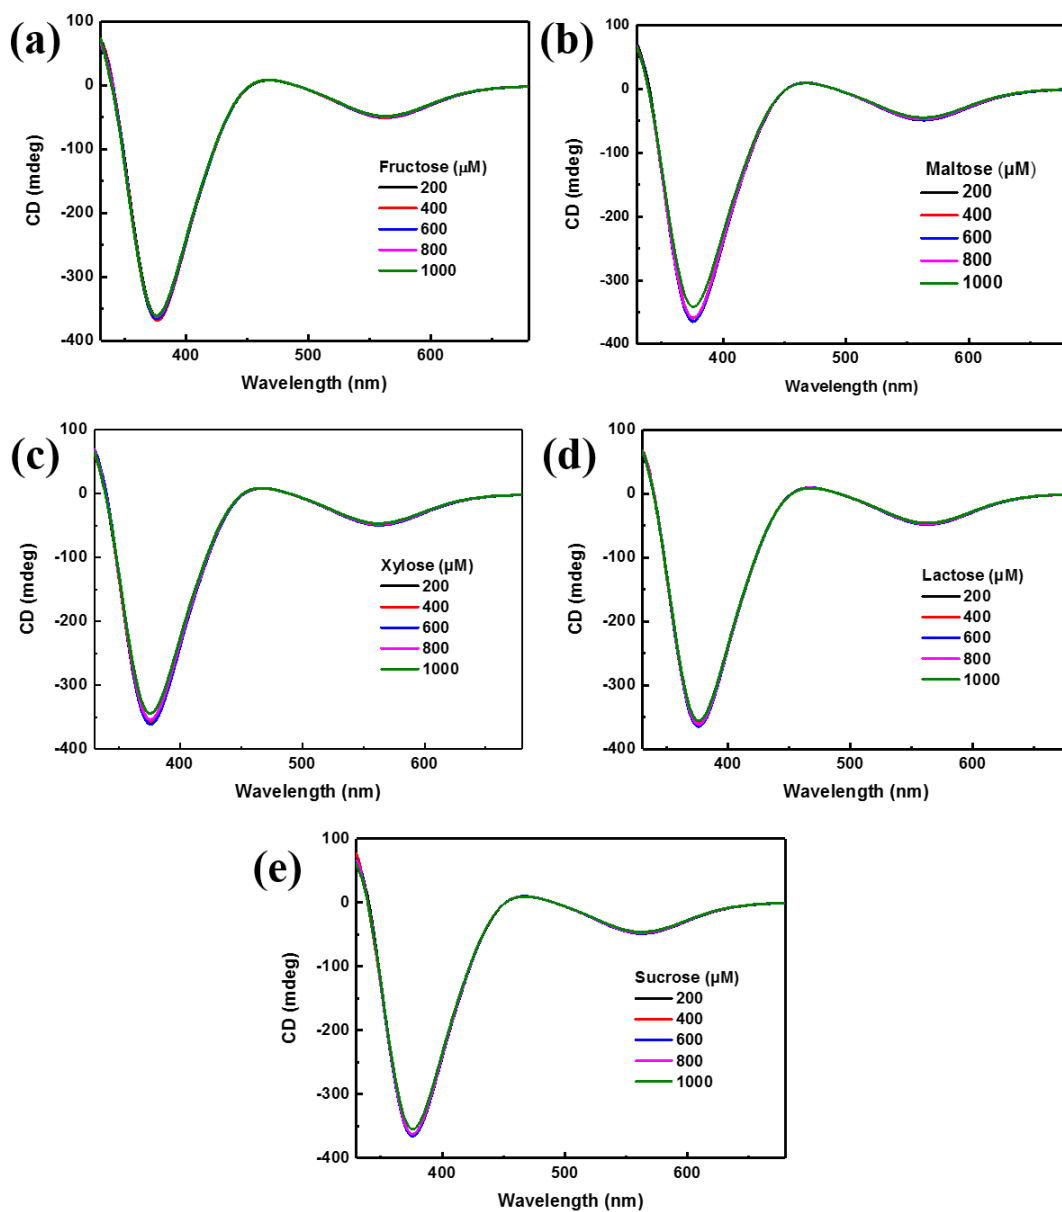 (a)
100
0
-100
-200
-300
-400
CD (mdeg)
Fructose (μM)
200
400
600
800
1000
400 500 600
Wavelength (nm)
(b)
100
0
-100
-200
-300
-400
CD (mdeg)
Maltose (μM)
200
400
600
800
1000
400 500 600
Wavelength (nm)
(c)
100
0
-100
-200
-300
-400
CD (mdeg)
Xylose (μM)
200
400
600
800
1000
400 500 600
Wavelength (nm)
(d)
100
0
-100
-200
-300
-400
CD (mdeg)
Lactose (μM)
200
400
600
800
1000
400 500 600
Wavelength (nm)
(e)
100
0
-100
-200
-300
-400
CD (mdeg)
Sucrose (μM)
200
400
600
800
1000
400 500 600
Wavelength (nm)